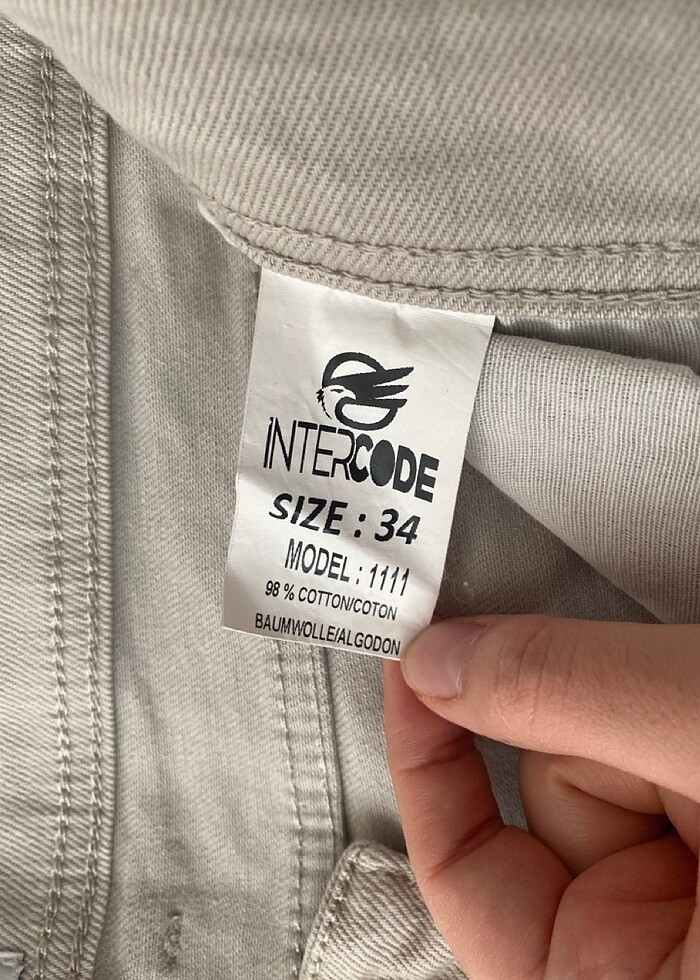 INTERCODE
SIZE : 34
MODEL : 1111
98 % COTTON/COTON
BAUMWOLLE/ALGODON